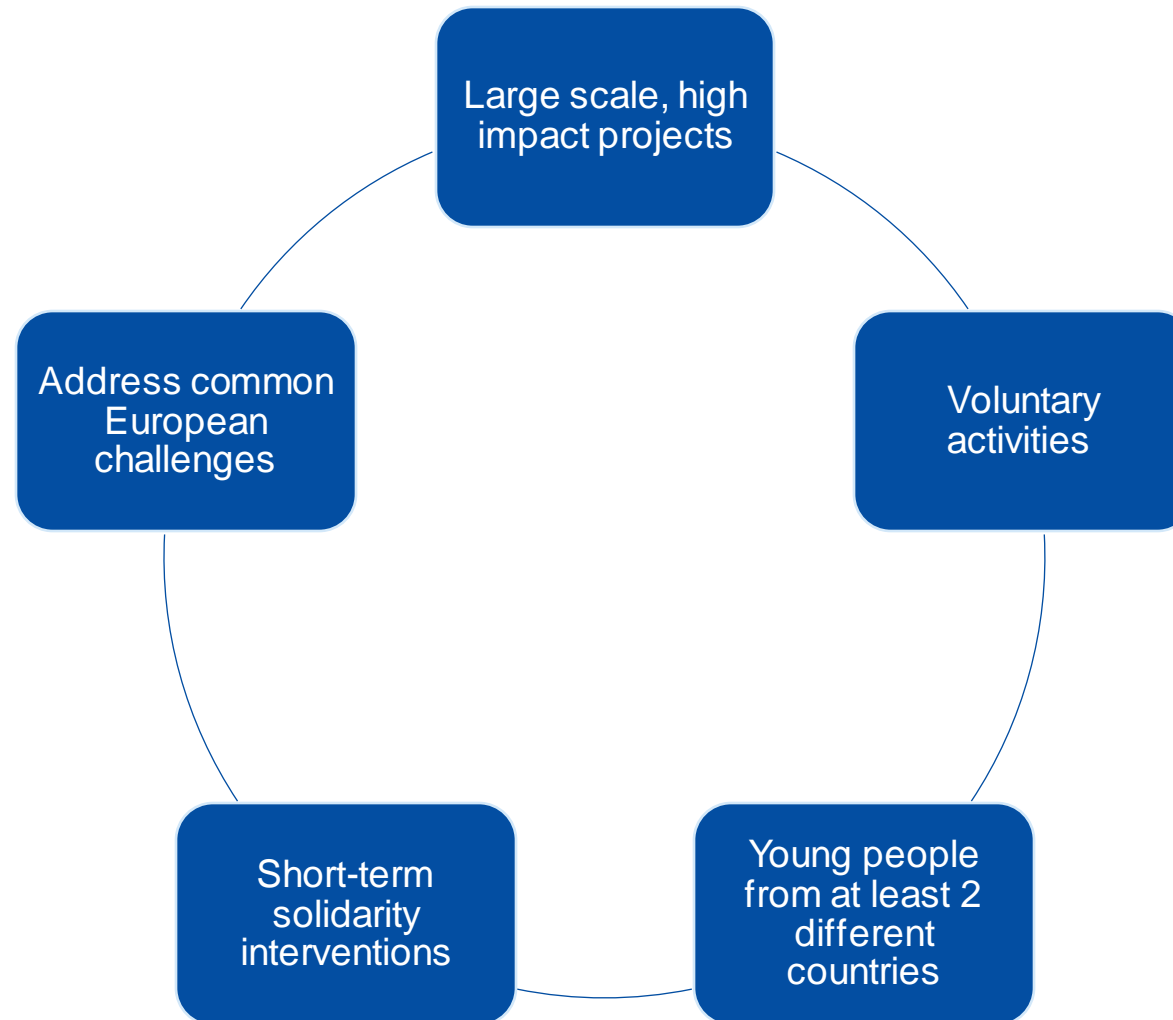 Large scale, high
impact projects
Address common
European
challenges
Voluntary
activities
Short-term
solidarity
interventions
Young people
from at least 2
different
countries